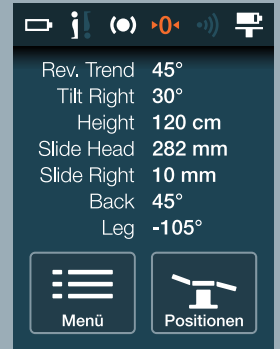 ▸0◂
Rev. Trend 45°
Tilt Right 30°
Height 120 cm
Slide Head 282 mm
Slide Right 10 mm
Back 45°
Leg -105°
Menü Positionen